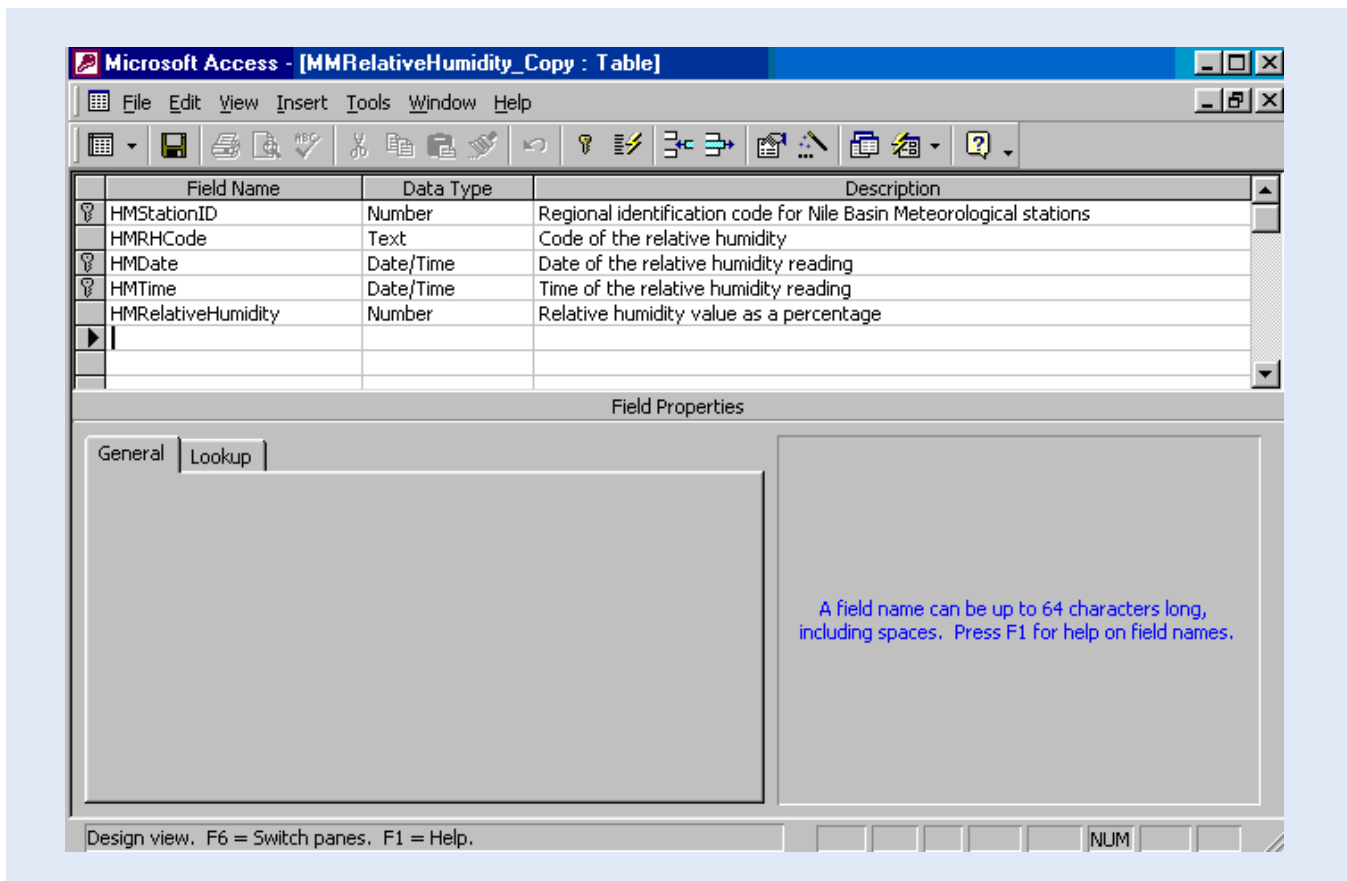 Microsoft Access - [MMRelativeHumidity_Copy : Table]
File Edit View Insert Tools Window Help
Field Name Data Type Description
HMStationID Number Regional identification code for Nile Basin Meteorological stations
HMRHCode Text Code of the relative humidity
HMDate Date/Time Date of the relative humidity reading
HMTime Date/Time Time of the relative humidity reading
HMRelativeHumidity Number Relative humidity value as a percentage
Field Properties
General Lookup
A field name can be up to 64 characters long,
including spaces. Press F1 for help on field names.
Design view. F6 = Switch panes. F1 = Help. NUM